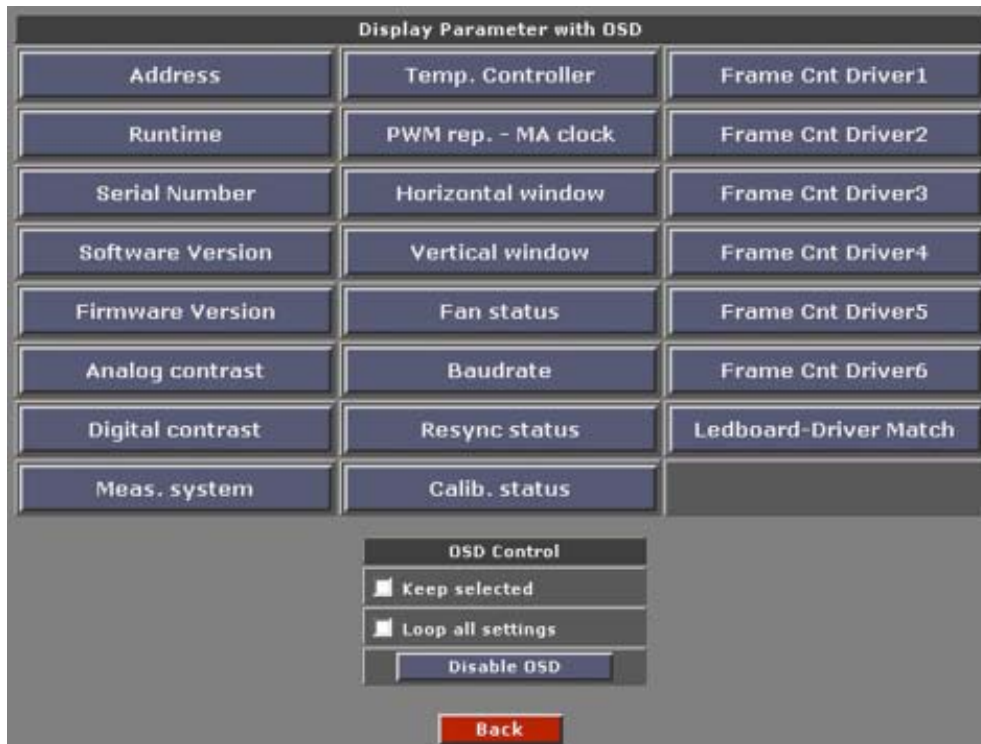 Display Parameter with OSD
Address Temp. Controller Frame Cnt Driver1
Runtime PWM rep. - MA clock Frame Cnt Driver2
Serial Number Horizontal window Frame Cnt Driver3
Software Version Vertical window Frame Cnt Driver4
Firmware Version Fan status Frame Cnt Driver5
Analog contrast Baudrate Frame Cnt Driver6
Digital contrast Resync status Ledboard-Driver Match
Meas. system Calib. status
OSD Control
Keep selected
Loop all settings
Disable OSD
Back